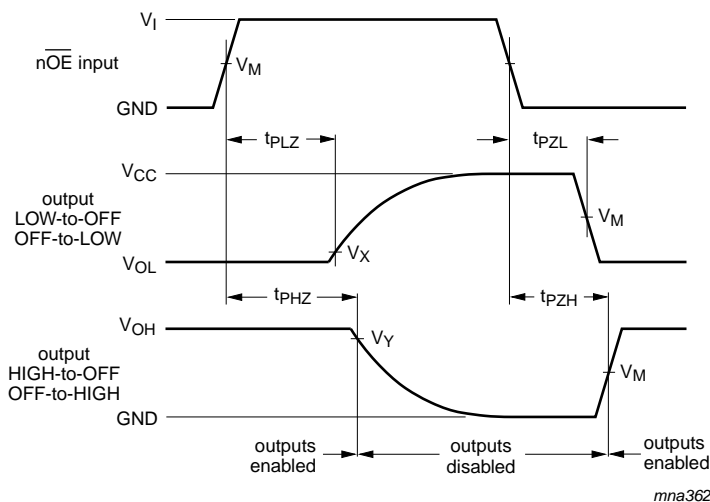 V_I
nOE input
V_M
GND
t_PLZ
t_PZL
V_CC
output
LOW-to-OFF
OFF-to-LOW
V_M
V_X
V_OL
t_PHZ
t_PZH
V_OH
V_Y
output
HIGH-to-OFF
OFF-to-HIGH
V_M
GND
outputs
enabled
outputs
disabled
outputs
enabled
mna362